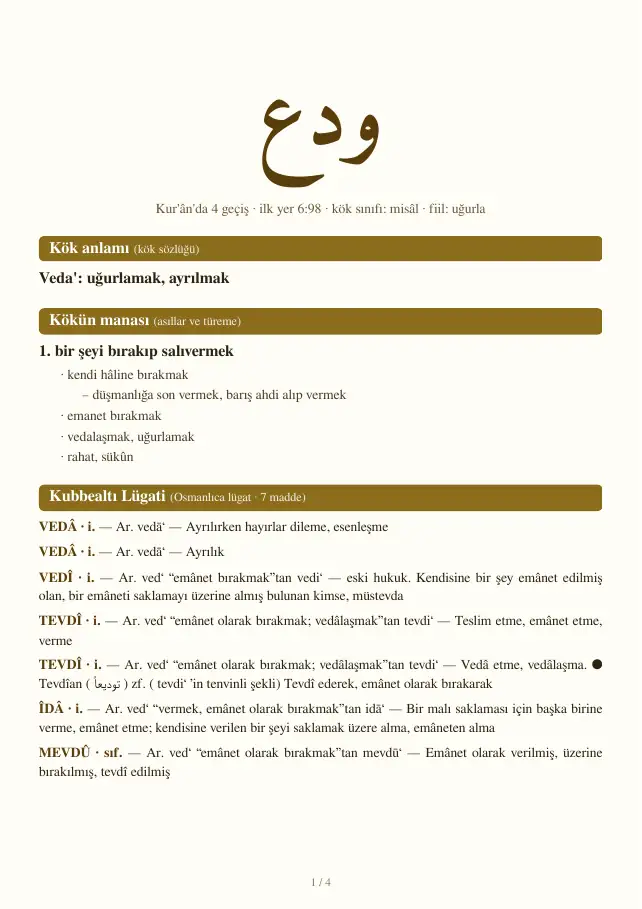 ودع
Kur'ân'da 4 geçiş · ilk yer 6:98 · kök sınıfı: misâl · fiil: uğurla
Kök anlamı (kök sözlüğü)
Veda': uğurlamak, ayrılmak
Kökün manası (asıllar ve türeme)
1. bir şeyi bırakıp salıvermek
· kendi hâline bırakmak
– düşmanlığa son vermek, barış ahdi alıp vermek
· emanet bırakmak
· vedalaşmak, uğurlamak
· rahat, sükûn
Kubbealtı Lügati (Osmanlıca lügat · 7 madde)
VEDÂ · i. — Ar. vedā‘ — Ayrılırken hayırlar dileme, esenleşme
VEDÂ · i. — Ar. vedā‘ — Ayrılık
VEDÎ · i. — Ar. ved‘ “emânet bırakmak”tan vedі‘ — eski hukuk. Kendisine bir şey emânet edilmiş
olan, bir emâneti saklamayı üzerine almış bulunan kimse, müstevda
TEVDÎ · i. — Ar. ved‘ “emânet olarak bırakmak; vedâlaşmak”tan tevdi‘ — Teslim etme, emânet etme,
verme
TEVDÎ · i. — Ar. ved‘ “emânet olarak bırakmak; vedâlaşmak”tan tevdi‘ — Vedâ etme, vedâlaşma. ●
Tevdîan ( توديعاً ) zf. ( tevdi‘ ’in tenvinli şekli) Tevdî ederek, emânet olarak bırakarak
ÎDÂ · i. — Ar. ved‘ “vermek, emânet olarak bırakmak”tan idā‘ — Bir malı saklaması için başka birine
verme, emânet etme; kendisine verilen bir şeyi saklamak üzere alma, emâneten alma
MEVDÛ · sıf. — Ar. ved‘ “emânet olarak bırakmak”tan mevdū‘ — Emânet olarak verilmiş, üzerine
bırakılmış, tevdî edilmiş
1 / 4